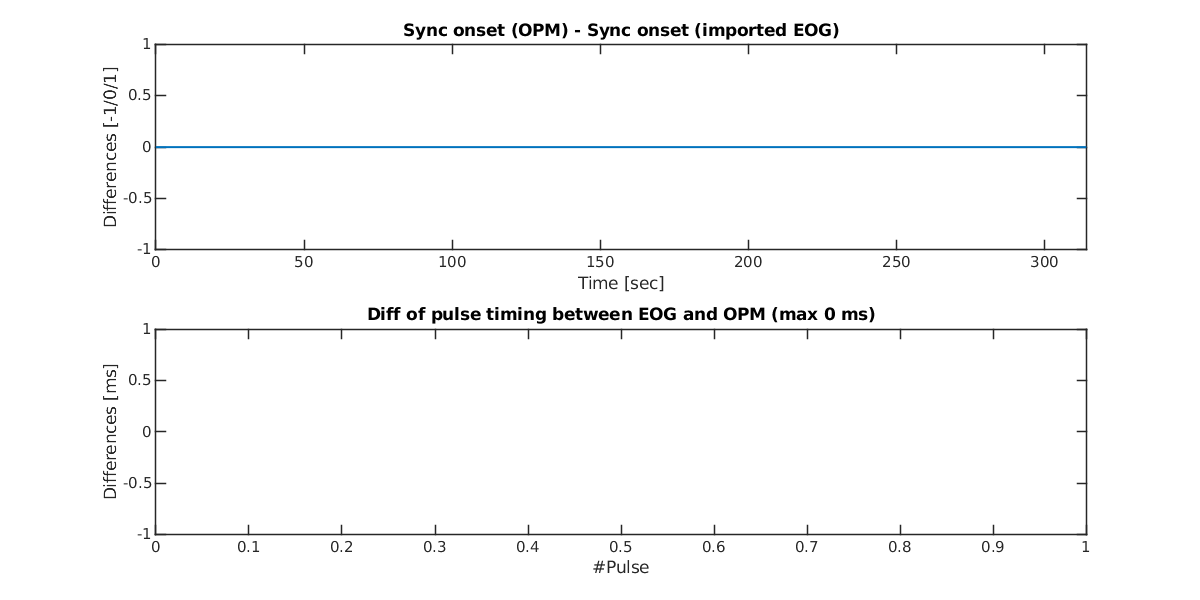 Sync onset (OPM) - Sync onset (imported EOG)
1
0.5
0
-0.5
-1
Differences [-1/0/1]
0 50 100 150 200 250 300
Time [sec]
Diff of pulse timing between EOG and OPM (max 0 ms)
1
0.5
0
-0.5
-1
Differences [ms]
0 0.1 0.2 0.3 0.4 0.5 0.6 0.7 0.8 0.9 1
#Pulse